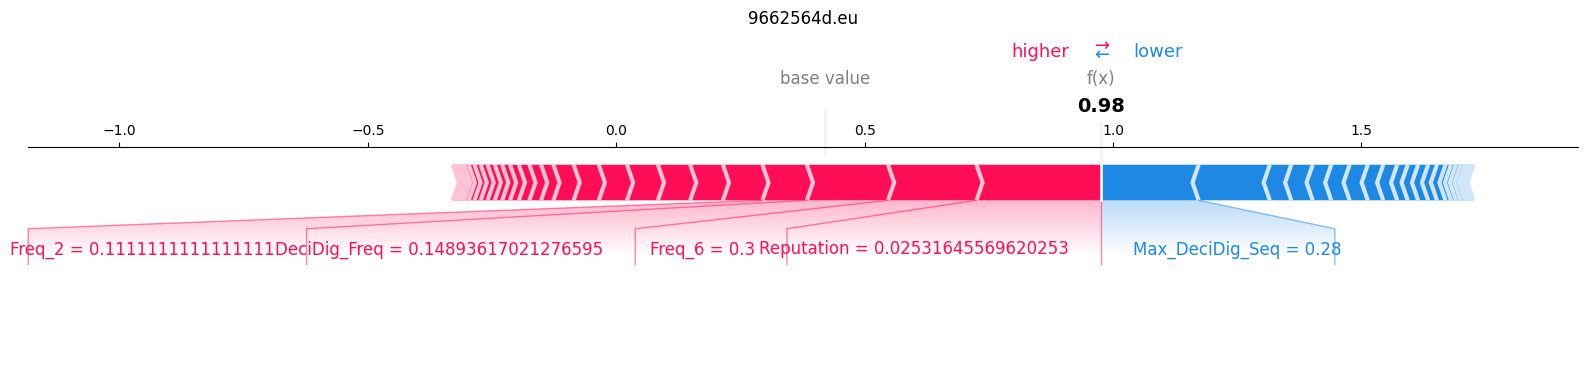 9662564d.eu
higher ⇄ lower
base value f(x)
0.98
−1.0 −0.5 0.0 0.5 1.0 1.5
Freq_2 = 0.1111111111111111 DeciDig_Freq = 0.14893617021276595 Freq_6 = 0.3 Reputation = 0.02531645569620253 Max_DeciDig_Seq = 0.28